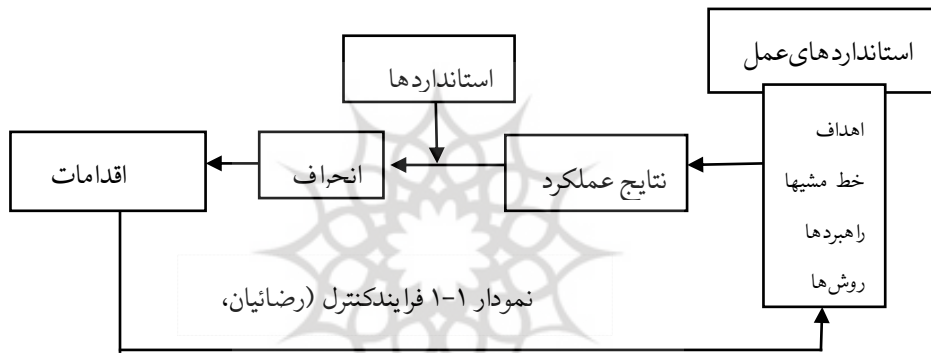 استانداردهای عمل
استانداردها
اهداف
خط مشیها
راهبردها
روش‌ها
نتایج عملکرد
انحراف
اقدامات
نمودار ۱-۱ فرایندکنترل (رضائیان،